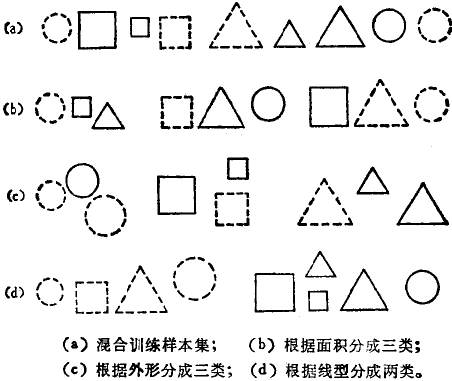 (a)
(b)
(c)
(d)
(a) 混合训练样本集； (b) 根据面积分成三类；
(c) 根据外形分成三类； (d) 根据线型分成两类。